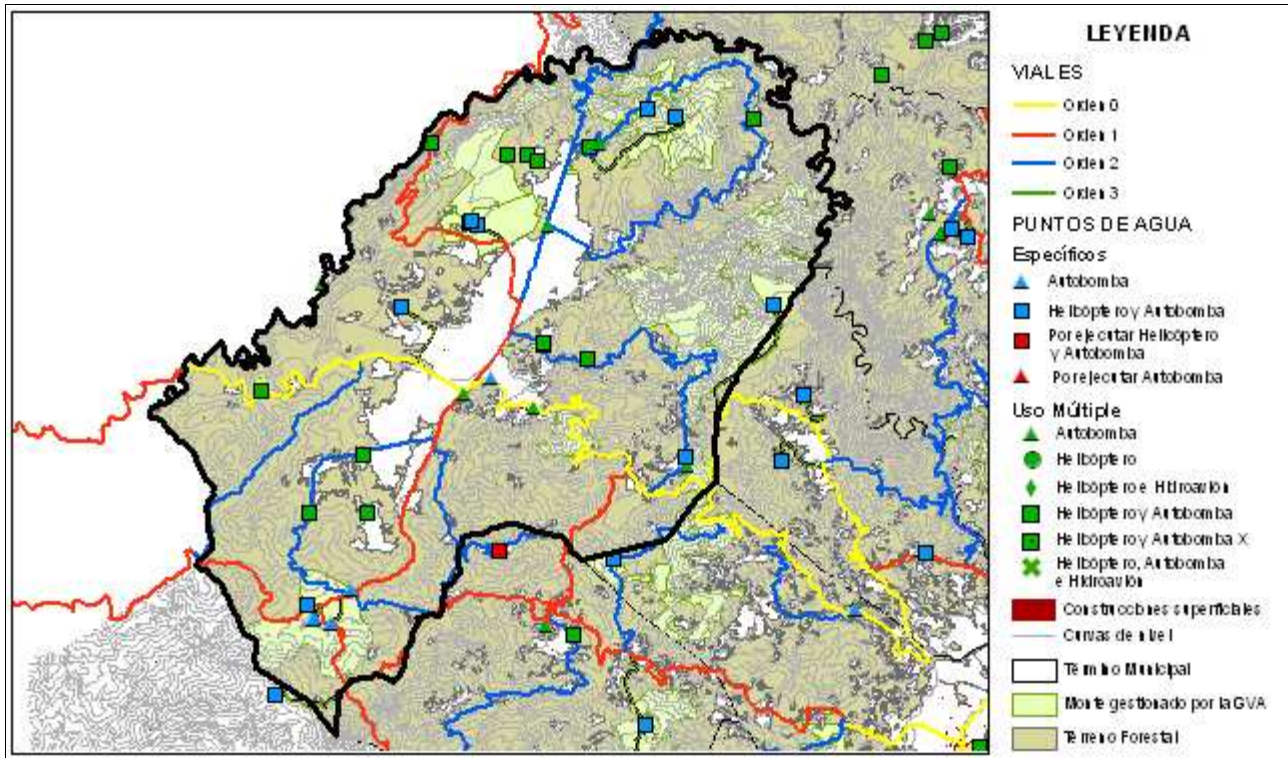 LEYENDA
VIALES
Orden 0
Orden 1
Orden 2
Orden 3
PUNTOS DE AGUA
Específicos
Autobomba
Helicóptero y Autobomba
Por ejecutar Helicóptero
y Autobomba
Por ejecutar Autobomba
Uso Múltiple
Autobomba
Helicóptero
Helicóptero e Hidroavión
Helicóptero y Autobomba
Helicóptero y Autobomba X
Helicóptero, Autobomba
e Hidroavión
Construcciones superficiales
Curvas de nivel
Término Municipal
Monte gestionado por la GVA
Terreno Forestal